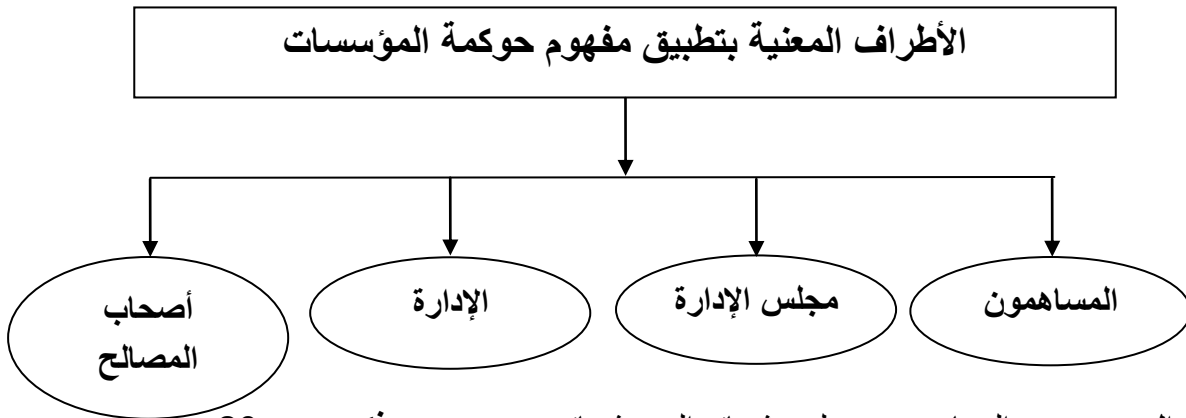 الأطراف المعنية بتطبيق مفهوم حوكمة المؤسسات
المساهمون
مجلس الإدارة
الإدارة
أصحاب
المصالح